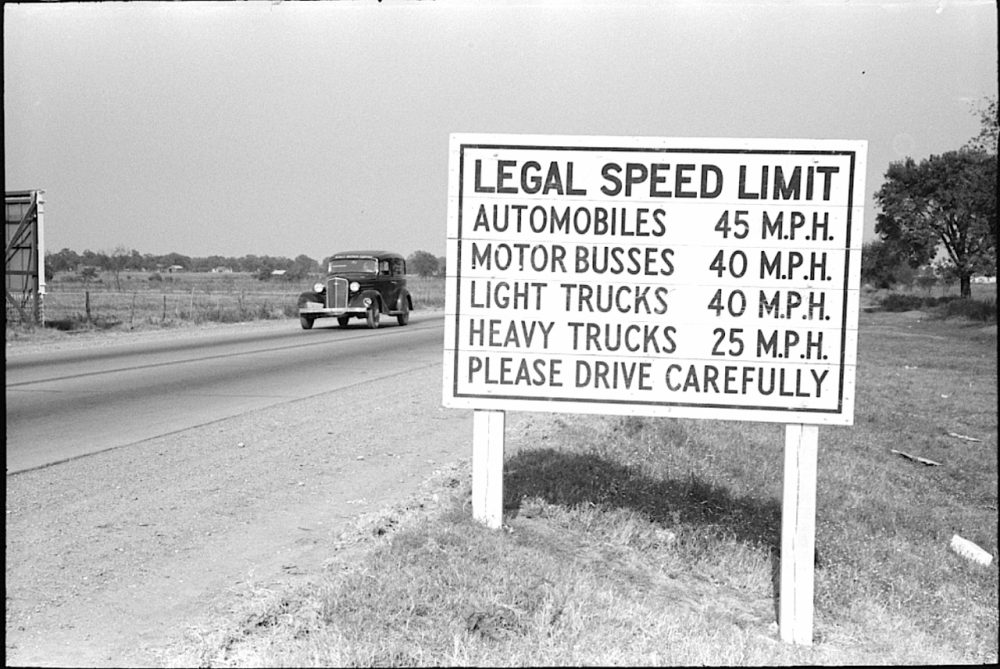 LEGAL SPEED LIMIT
AUTOMOBILES 45 M.P.H.
MOTOR BUSSES 40 M.P.H.
LIGHT TRUCKS 40 M.P.H.
HEAVY TRUCKS 25 M.P.H.
PLEASE DRIVE CAREFULLY